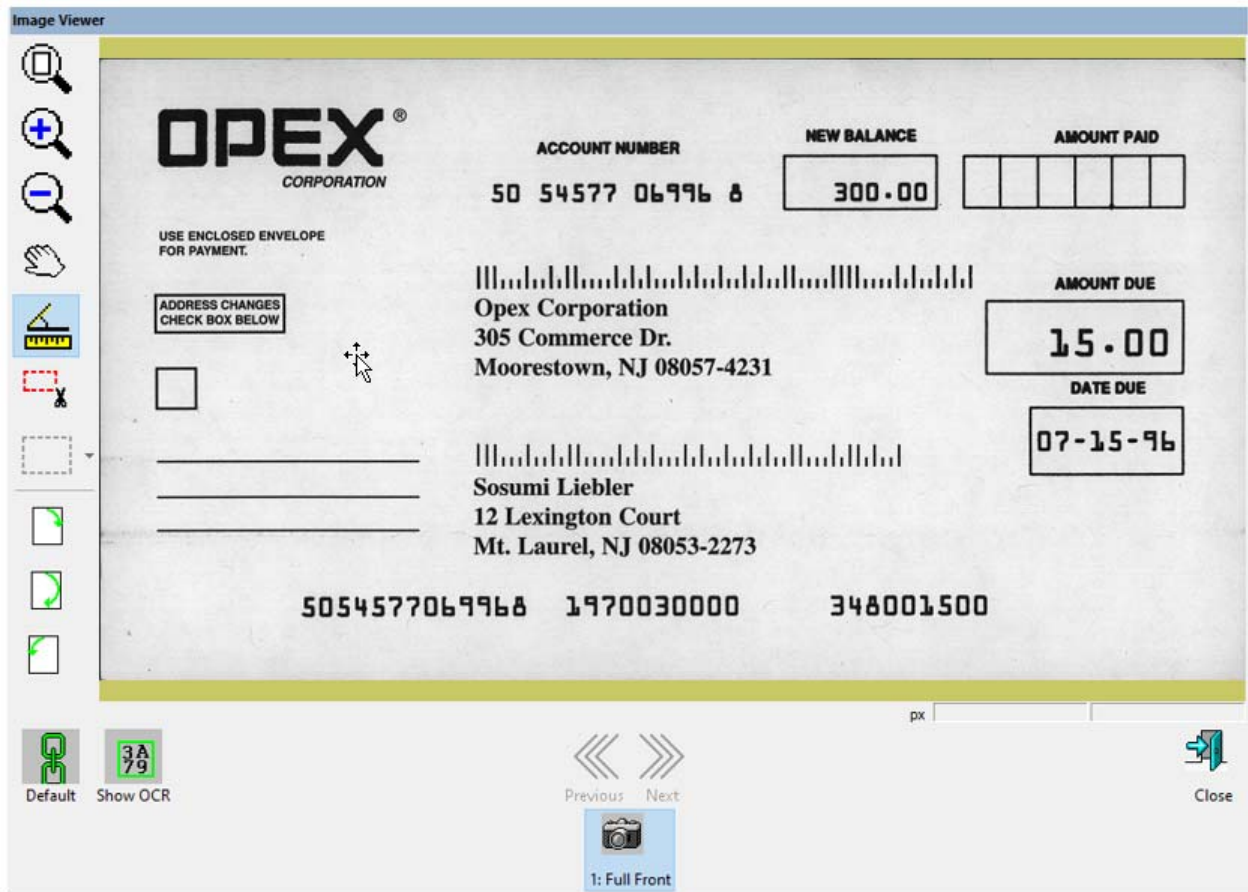 Image Viewer
OPEX®
CORPORATION
ACCOUNT NUMBER
50 54577 06996 8
NEW BALANCE
300.00
AMOUNT PAID
USE ENCLOSED ENVELOPE
FOR PAYMENT.
ADDRESS CHANGES
CHECK BOX BELOW
Opex Corporation
305 Commerce Dr.
Moorestown, NJ 08057-4231
AMOUNT DUE
15.00
DATE DUE
07-15-96
Sosumi Liebler
12 Lexington Court
Mt. Laurel, NJ 08053-2273
5054577069968 1970030000 348001500
px
Default
3A
79
Show OCR
Previous
Next
Close
1: Full Front